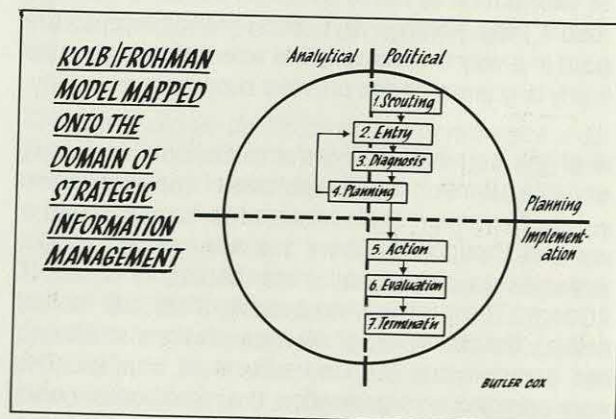 KOLB/FROHMAN
MODEL MAPPED
ONTO THE
DOMAIN OF
STRATEGIC
INFORMATION
MANAGEMENT
Analytical Political
1. Scouting
2. Entry
3. Diagnosis
4. Planning
Planning
Implement-
ation
5. Action
6. Evaluation
7. Terminat'n
BUTLER COX